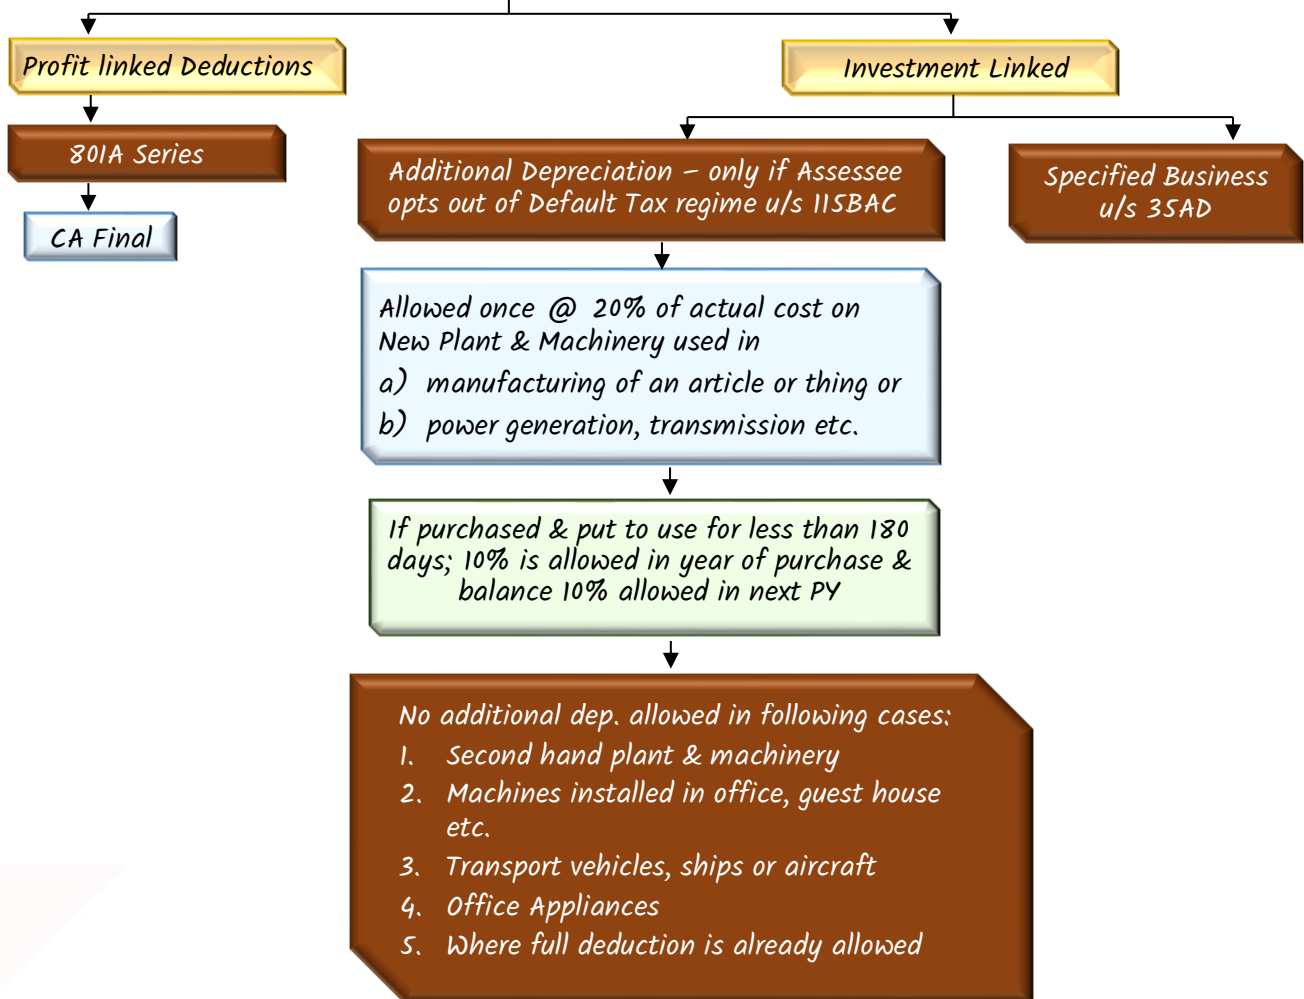 Profit linked Deductions
Investment Linked
801A Series
Additional Depreciation – only if Assessee
opts out of Default Tax regime u/s 115BAC
Specified Business
u/s 35AD
CA Final
Allowed once @ 20% of actual cost on
New Plant & Machinery used in
a) manufacturing of an article or thing or
b) power generation, transmission etc.
If purchased & put to use for less than 180
days; 10% is allowed in year of purchase &
balance 10% allowed in next PY
No additional dep. allowed in following cases:
1. Second hand plant & machinery
2. Machines installed in office, guest house
etc.
3. Transport vehicles, ships or aircraft
4. Office Appliances
5. Where full deduction is already allowed